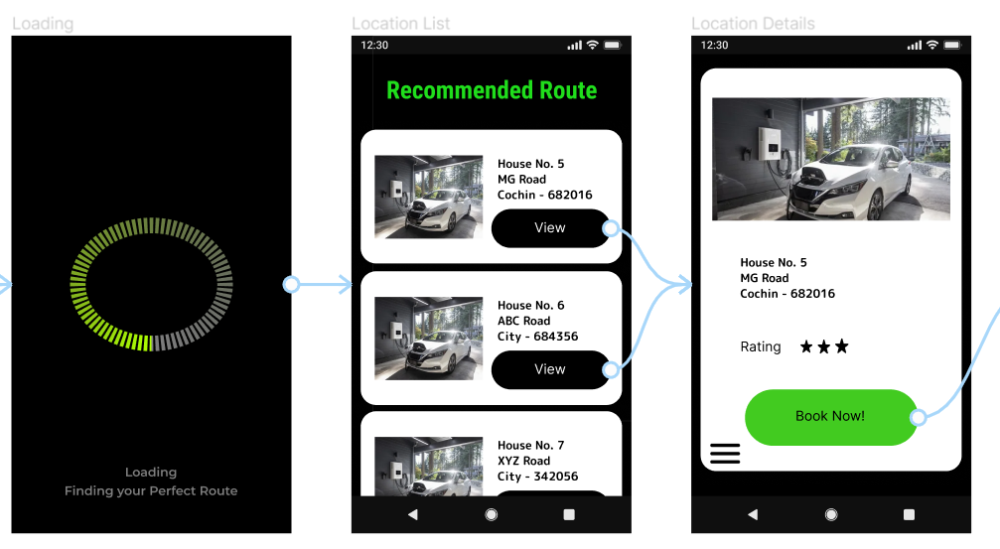 Loading
Loading
Finding your Perfect Route
Location List
12:30
Recommended Route
House No. 5
MG Road
Cochin - 682016
View
House No. 6
ABC Road
City - 684356
View
House No. 7
XYZ Road
City - 342056
Location Details
12:30
House No. 5
MG Road
Cochin - 682016
Rating
Book Now!